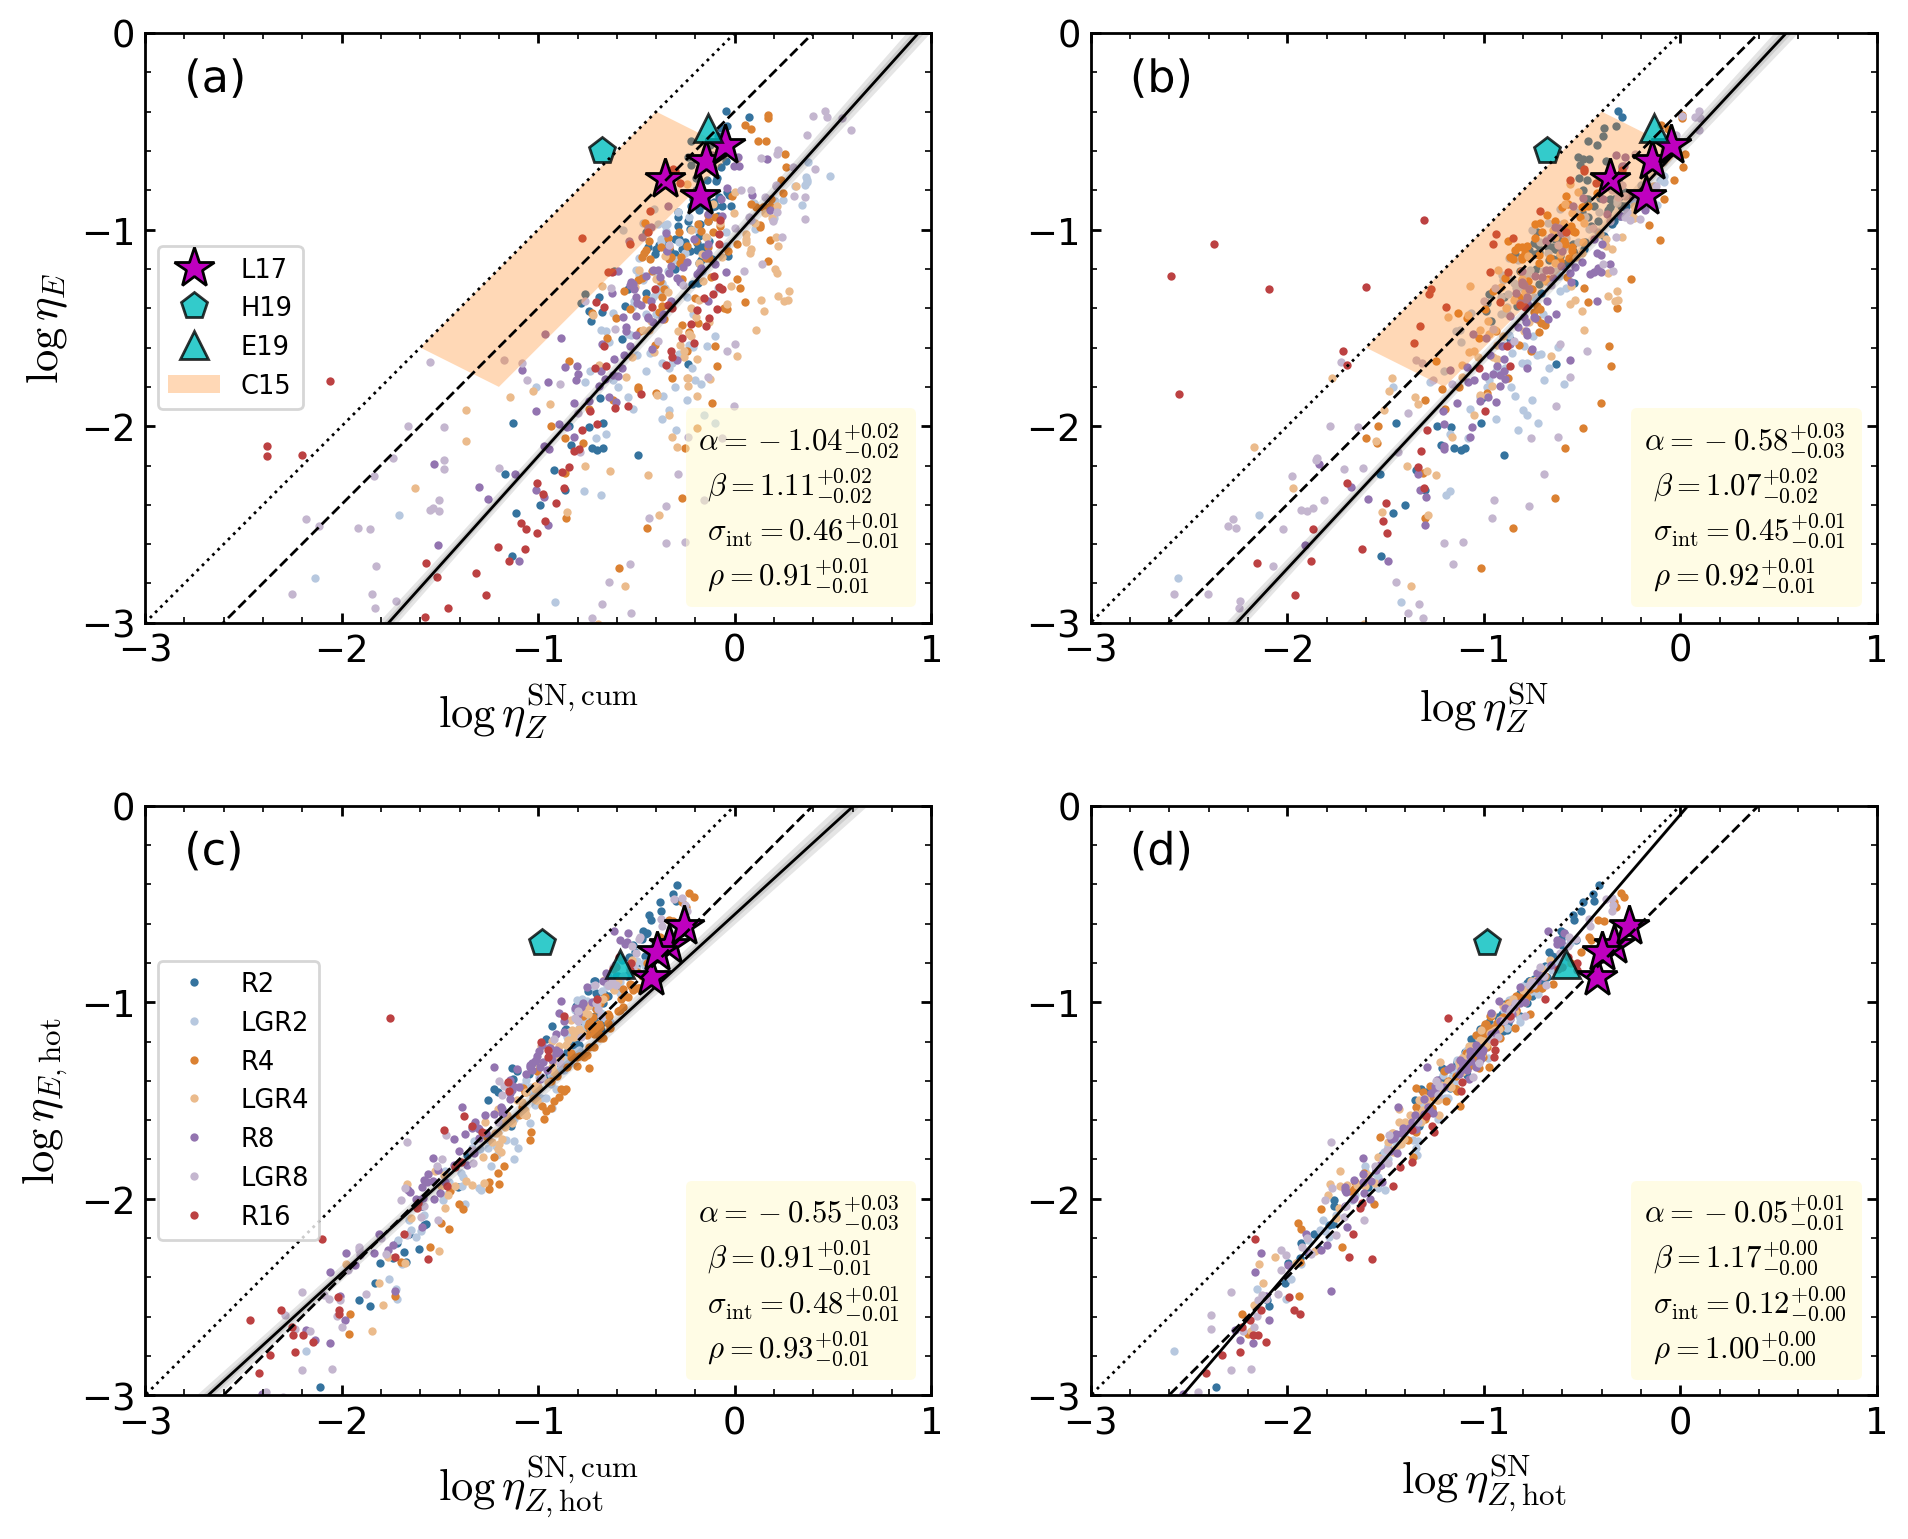 (a)
0
−1
−2
−3
log η_E
L17
H19
E19
C15
α = −1.04^{+0.02}_{−0.02}
β = 1.11^{+0.02}_{−0.02}
σ_int = 0.46^{+0.01}_{−0.01}
ρ = 0.91^{+0.01}_{−0.01}
−3 −2 −1 0 1
log η_Z^{SN, cum}
(b)
0
−1
−2
−3
α = −0.58^{+0.03}_{−0.03}
β = 1.07^{+0.02}_{−0.02}
σ_int = 0.45^{+0.01}_{−0.01}
ρ = 0.92^{+0.01}_{−0.01}
−3 −2 −1 0 1
log η_Z^{SN}
(c)
0
−1
−2
−3
log η_{E, hot}
R2
LGR2
R4
LGR4
R8
LGR8
R16
α = −0.55^{+0.03}_{−0.03}
β = 0.91^{+0.01}_{−0.01}
σ_int = 0.48^{+0.01}_{−0.01}
ρ = 0.93^{+0.01}_{−0.01}
−3 −2 −1 0 1
log η_{Z, hot}^{SN, cum}
(d)
0
−1
−2
−3
α = −0.05^{+0.01}_{−0.01}
β = 1.17^{+0.00}_{−0.00}
σ_int = 0.12^{+0.00}_{−0.00}
ρ = 1.00^{+0.00}_{−0.00}
−3 −2 −1 0 1
log η_{Z, hot}^{SN}